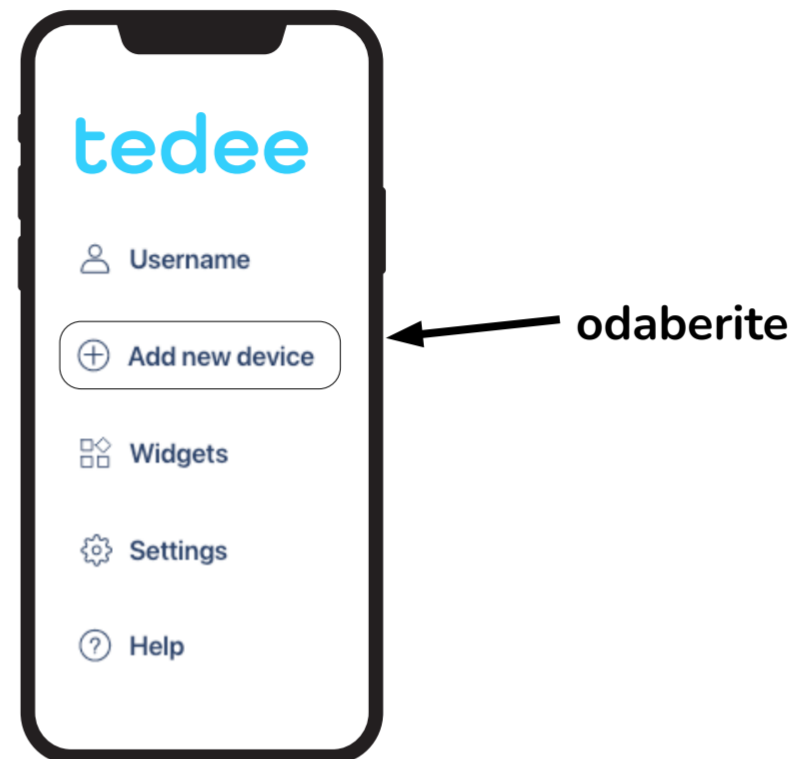 tedee
Username
Add new device
odaberite
Widgets
Settings
Help